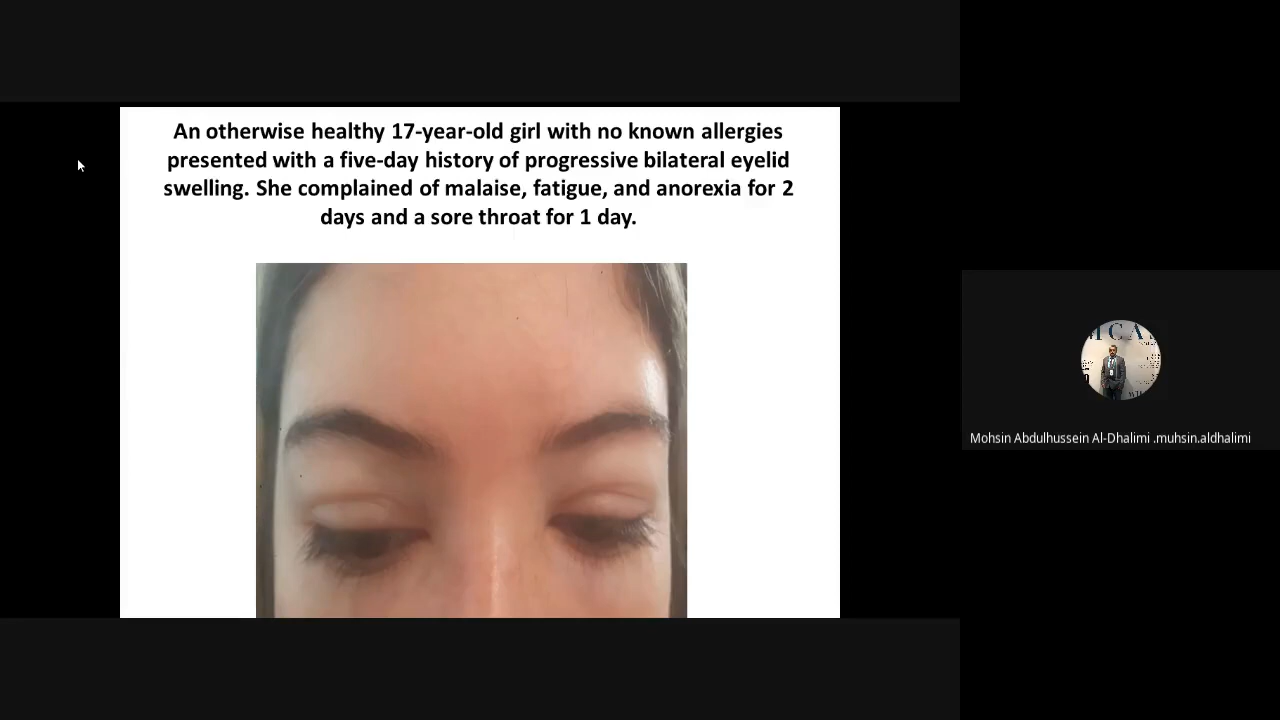 An otherwise healthy 17-year-old girl with no known allergies
presented with a five-day history of progressive bilateral eyelid
swelling. She complained of malaise, fatigue, and anorexia for 2
days and a sore throat for 1 day.
M C A
Mohsin Abdulhussein Al-Dhalimi .muhsin.aldhalimi